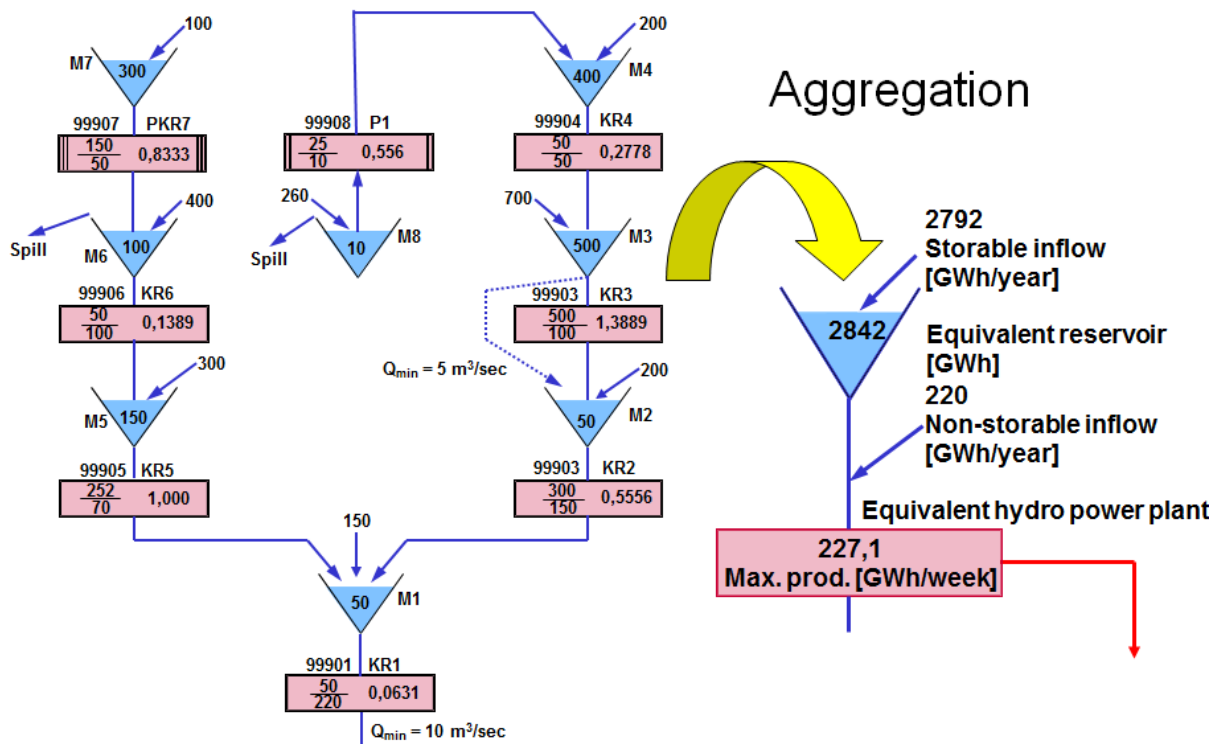 100
M7
300
99907 PKR7
150
50
0,8333
400
Spill
M6
100
99906 KR6
50
100
0,1389
300
M5
150
99905 KR5
252
70
1,000
99908 P1
25
10
0,556
260
Spill
10
M8
200
400
M4
99904 KR4
50
50
0,2778
700
500
M3
99903 KR3
500
100
1,3889
Qmin = 5 m³/sec
200
50
M2
99903 KR2
300
150
0,5556
150
50
M1
99901 KR1
50
220
0,0631
Qmin = 10 m³/sec
Aggregation
2792
Storable inflow
[GWh/year]
2842
Equivalent reservoir
[GWh]
220
Non-storable inflow
[GWh/year]
Equivalent hydro power plant
227,1
Max. prod. [GWh/week]